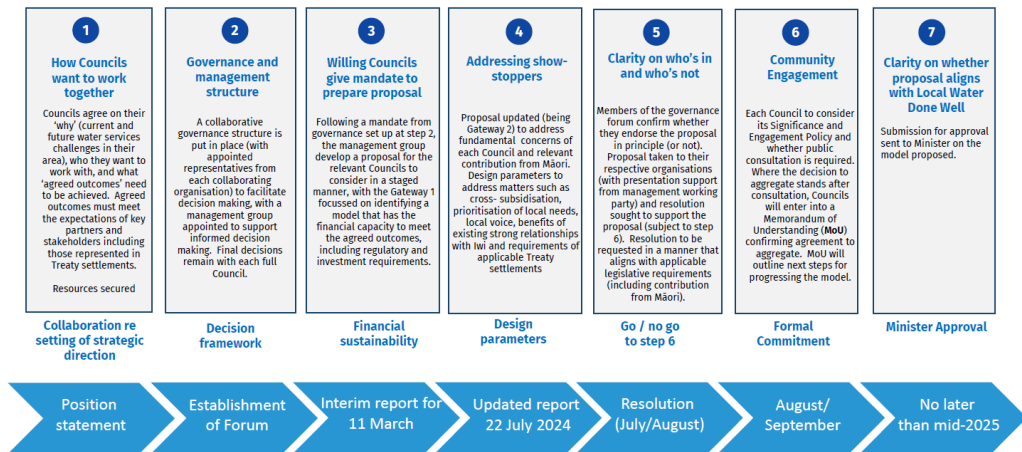 1
How Councils
want to work
together
Councils agree on their
‘why’ (current and
future water services
challenges in their
area), who they want to
work with, and what
‘agreed outcomes’ need
to be achieved. Agreed
outcomes must meet
the expectations of key
partners and
stakeholders including
those represented in
Treaty settlements.
Resources secured
Collaboration re
setting of strategic
direction
Position
statement
2
Governance and
management
structure
A collaborative
governance structure is
put in place (with
appointed
representatives from
each collaborating
organisation) to facilitate
decision making, with a
management group
appointed to support
informed decision
making. Final decisions
remain with each full
Council.
Decision
framework
Establishment
of Forum
3
Willing Councils
give mandate to
prepare proposal
Following a mandate from
governance set up at step 2,
the management group
develop a proposal for the
relevant Councils to
consider in a staged
manner, with the Gateway 1
focussed on identifying a
model that has the
financial capacity to meet
the agreed outcomes,
including regulatory and
investment requirements.
Financial
sustainability
Interim report for
11 March
4
Addressing show-
stoppers
Proposal updated (being
Gateway 2) to address
fundamental concerns of
each Council and relevant
contribution from Māori.
Design parameters to
address matters such as
cross- subsidisation,
prioritisation of local needs,
local voice, benefits of
existing strong relationships
with Iwi and requirements of
applicable Treaty
settlements
Design
parameters
Updated report
22 July 2024
5
Clarity on who’s in
and who’s not
Members of the governance
forum confirm whether
they endorse the proposal
in principle (or not).
Proposal taken to their
respective organisations
(with presentation support
from management working
party) and resolution
sought to support the
proposal (subject to step
6). Resolution to be
requested in a manner that
aligns with applicable
legislative requirements
(including contribution
from Māori).
Go / no go
to step 6
Resolution
(July/August)
6
Community
Engagement
Each Council to consider
its Significance and
Engagement Policy and
whether public
consultation is required.
Where the decision to
aggregate stands after
consultation, Councils
will enter into a
Memorandum of
Understanding (MoU)
confirming agreement to
aggregate. MoU will
outline next steps for
progressing the model.
Formal
Commitment
August/
September
7
Clarity on whether
proposal aligns
with Local Water
Done Well
Submission for approval
sent to Minister on the
model proposed.
Minister Approval
No later
than mid-2025